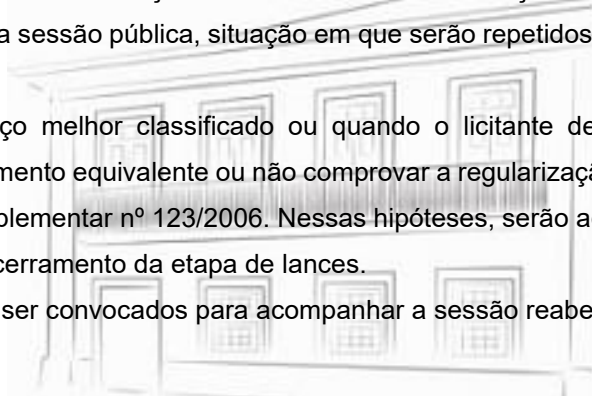 a sessão pública, situação em que serão repetidos
ço melhor classificado ou quando o licitante de
mento equivalente ou não comprovar a regularizaçã
plementar nº 123/2006. Nessas hipóteses, serão a
cerramento da etapa de lances.
ser convocados para acompanhar a sessão reabe